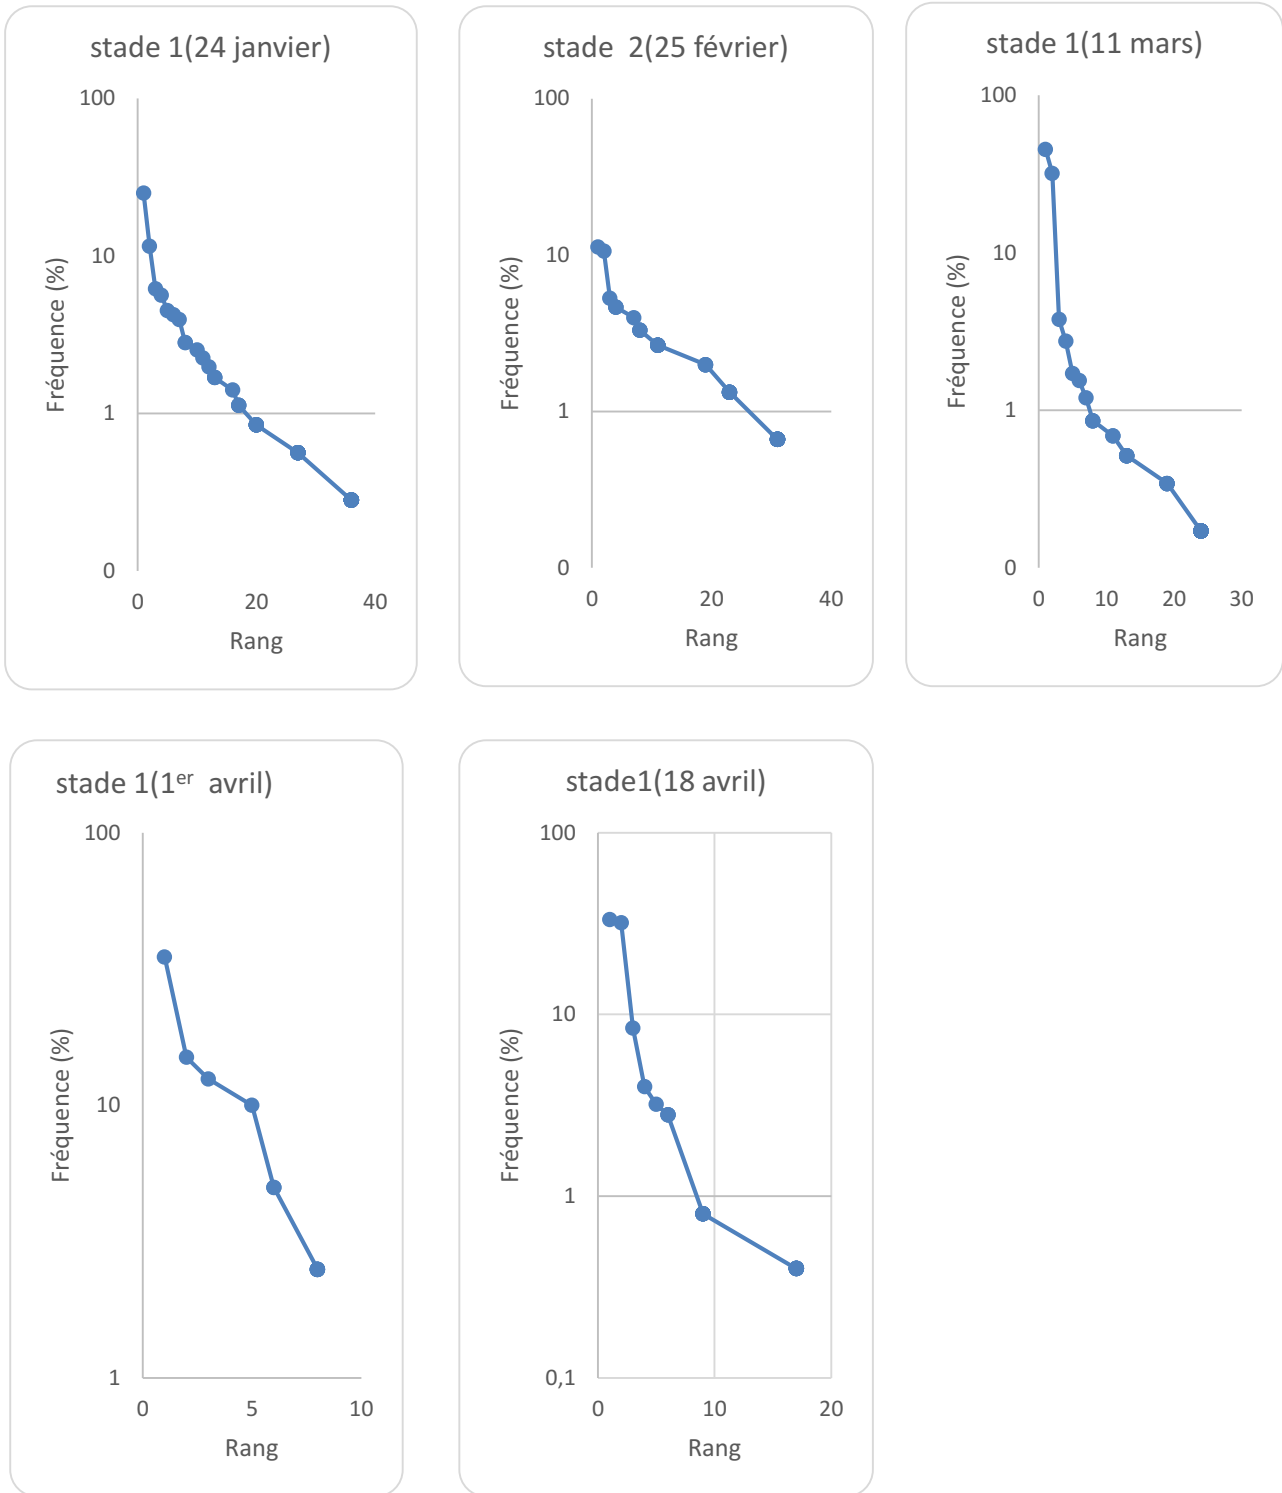 stade 1(24 janvier)
100
10
1
0
0 20 40
Fréquence (%)
Rang
stade  2(25 février)
100
10
1
0
0 20 40
Fréquence (%)
Rang
stade 1(11 mars)
100
10
1
0
0 10 20 30
Fréquence (%)
Rang
stade 1(1er  avril)
100
10
1
0 5 10
Fréquence (%)
Rang
stade1(18 avril)
100
10
1
0,1
0 10 20
Fréquence (%)
Rang